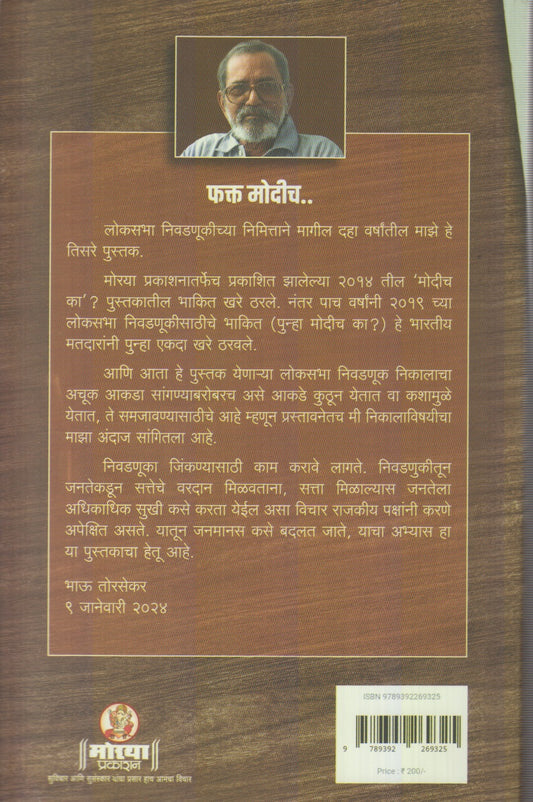 फक्त मोदीच..
लोकसभा निवडणूकीच्या निमित्ताने मागील दहा वर्षांतील माझे हे
तिसरे पुस्तक.
मोरया प्रकाशनातर्फेच प्रकाशित झालेल्या २०१४ तील ‘मोदीच
का’? पुस्तकातील भाकित खरे ठरले. नंतर पाच वर्षांनी २०१९ च्या
लोकसभा निवडणूकीसाठीचे भाकित (पुन्हा मोदीच का?) हे भारतीय
मतदारांनी पुन्हा एकदा खरे ठरवले.
आणि आता हे पुस्तक येणाऱ्या लोकसभा निवडणूक निकालाचा
अचूक आकडा सांगण्याबरोबरच असे आकडे कुठून येतात वा कशामुळे
येतात, ते समजावण्यासाठीचे आहे म्हणून प्रस्तावनेतच मी निकालाविषयीचा
माझा अंदाज सांगितला आहे.
निवडणूका जिंकण्यासाठी काम करावे लागते. निवडणुकीतून
जनतेकडून सत्तेचे वरदान मिळवताना, सत्ता मिळाल्यास जनतेला
अधिकाधिक सुखी कसे करता येईल असा विचार राजकीय पक्षांनी करणे
अपेक्षित असते. यातून जनमानस कसे बदलत जाते, याचा अभ्यास हा
या पुस्तकाचा हेतू आहे.
भाऊ तोरसेकर
९ जानेवारी २०२४
ISBN 9789392269325
9 789392 269325
Price : ₹ 200/-
मोरया
प्रकाशन
सुविचार आणि सुसंस्कार यांचा प्रसार हाच आमचा विचार